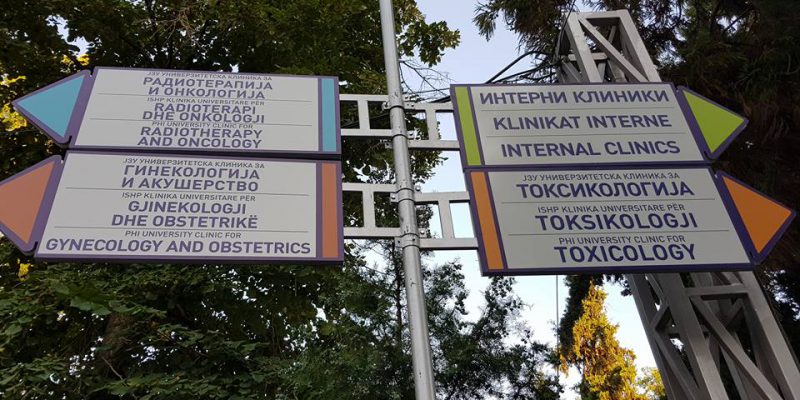 ЈЗУ УНИВЕРЗИТЕТСКА КЛИНИКА ЗА
РАДИОТЕРАПИЈА
И ОНКОЛОГИЈА
ISHP KLINIKA UNIVERSITARE PËR
RADIOTERAPI
DHE ONKOLOGJI
PHI UNIVERSITY CLINIC FOR
RADIOTHERAPY
AND ONCOLOGY
ЈЗУ УНИВЕРЗИТЕТСКА КЛИНИКА ЗА
ГИНЕКОЛОГИЈА
И АКУШЕРСТВО
ISHP KLINIKA UNIVERSITARE PËR
GJINEKOLOGJI
DHE OBSTETRIKË
PHI UNIVERSITY CLINIC FOR
GYNECOLOGY AND OBSTETRICS
ИНТЕРНИ КЛИНИКИ
KLINIKAT INTERNE
INTERNAL CLINICS
ЈЗУ УНИВЕРЗИТЕТСКА КЛИНИКА ЗА
ТОКСИКОЛОГИЈА
ISHP KLINIKA UNIVERSITARE PËR
TOKSIKOLOGJI
PHI UNIVERSITY CLINIC FOR
TOXICOLOGY